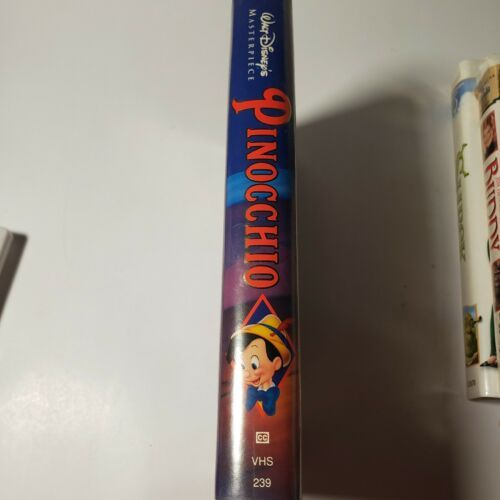 Walt Disney's
MASTERPIECE
PINOCCHIO
CC
VHS
239